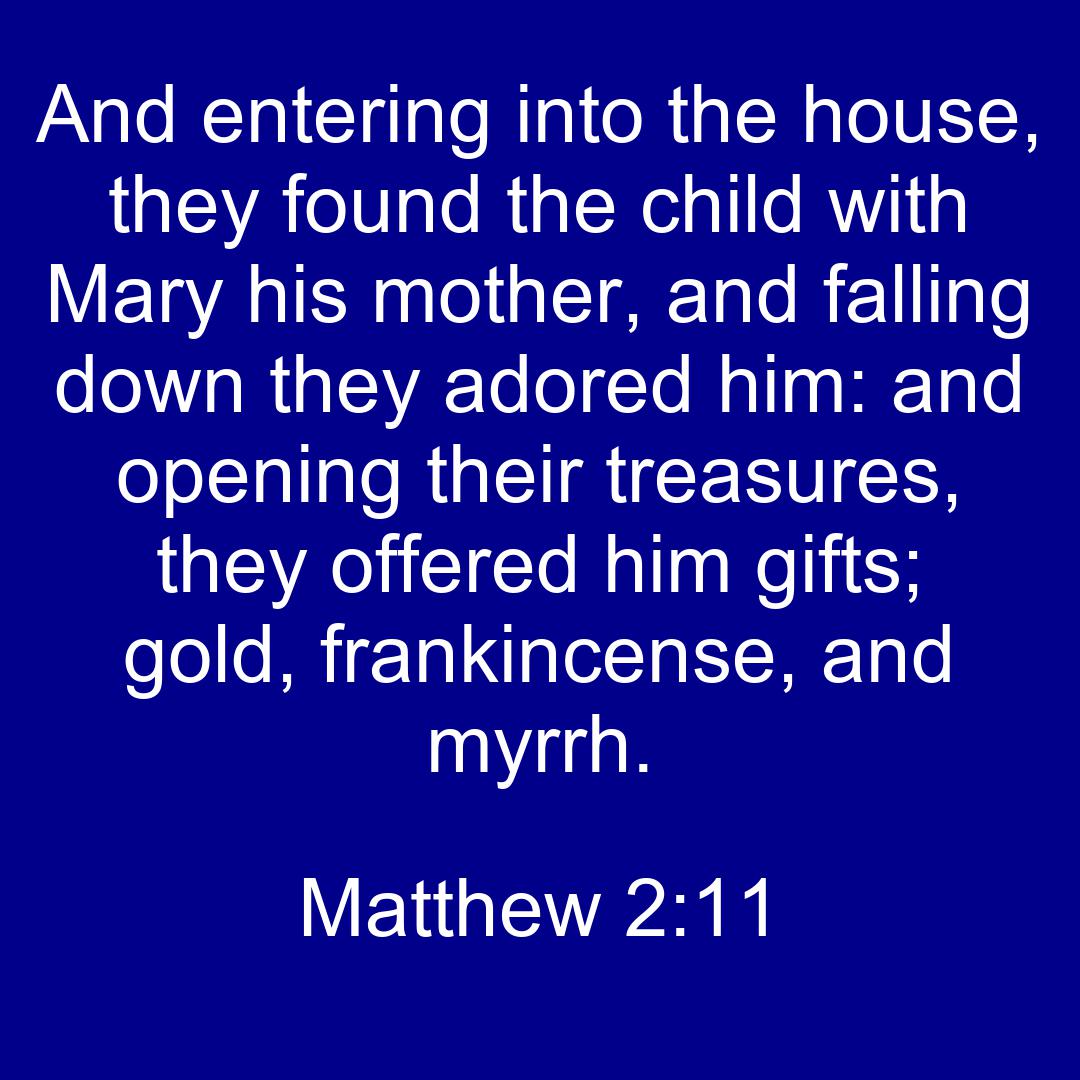 And entering into the house,
they found the child with
Mary his mother, and falling
down they adored him: and
opening their treasures,
they offered him gifts;
gold, frankincense, and
myrrh.
Matthew 2:11